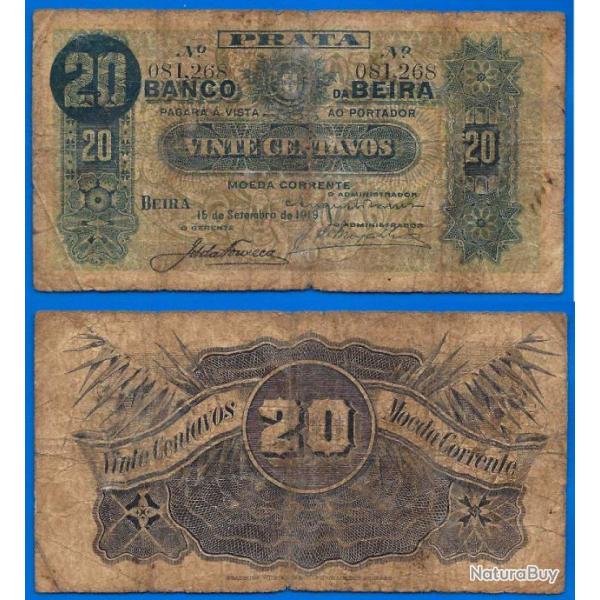 PRATA
Nº Nº
20 081,268 081,268
BANCO DA BEIRA
PAGARÁ Á VISTA AO PORTADOR
20 VINTE CENTAVOS 20
MOEDA CORRENTE
BEIRA O ADMINISTRADOR
15 de Setembro de 1919
O GERENTE O ADMINISTRADOR
20
Vinte Centavos Moeda Corrente
NaturaBuy